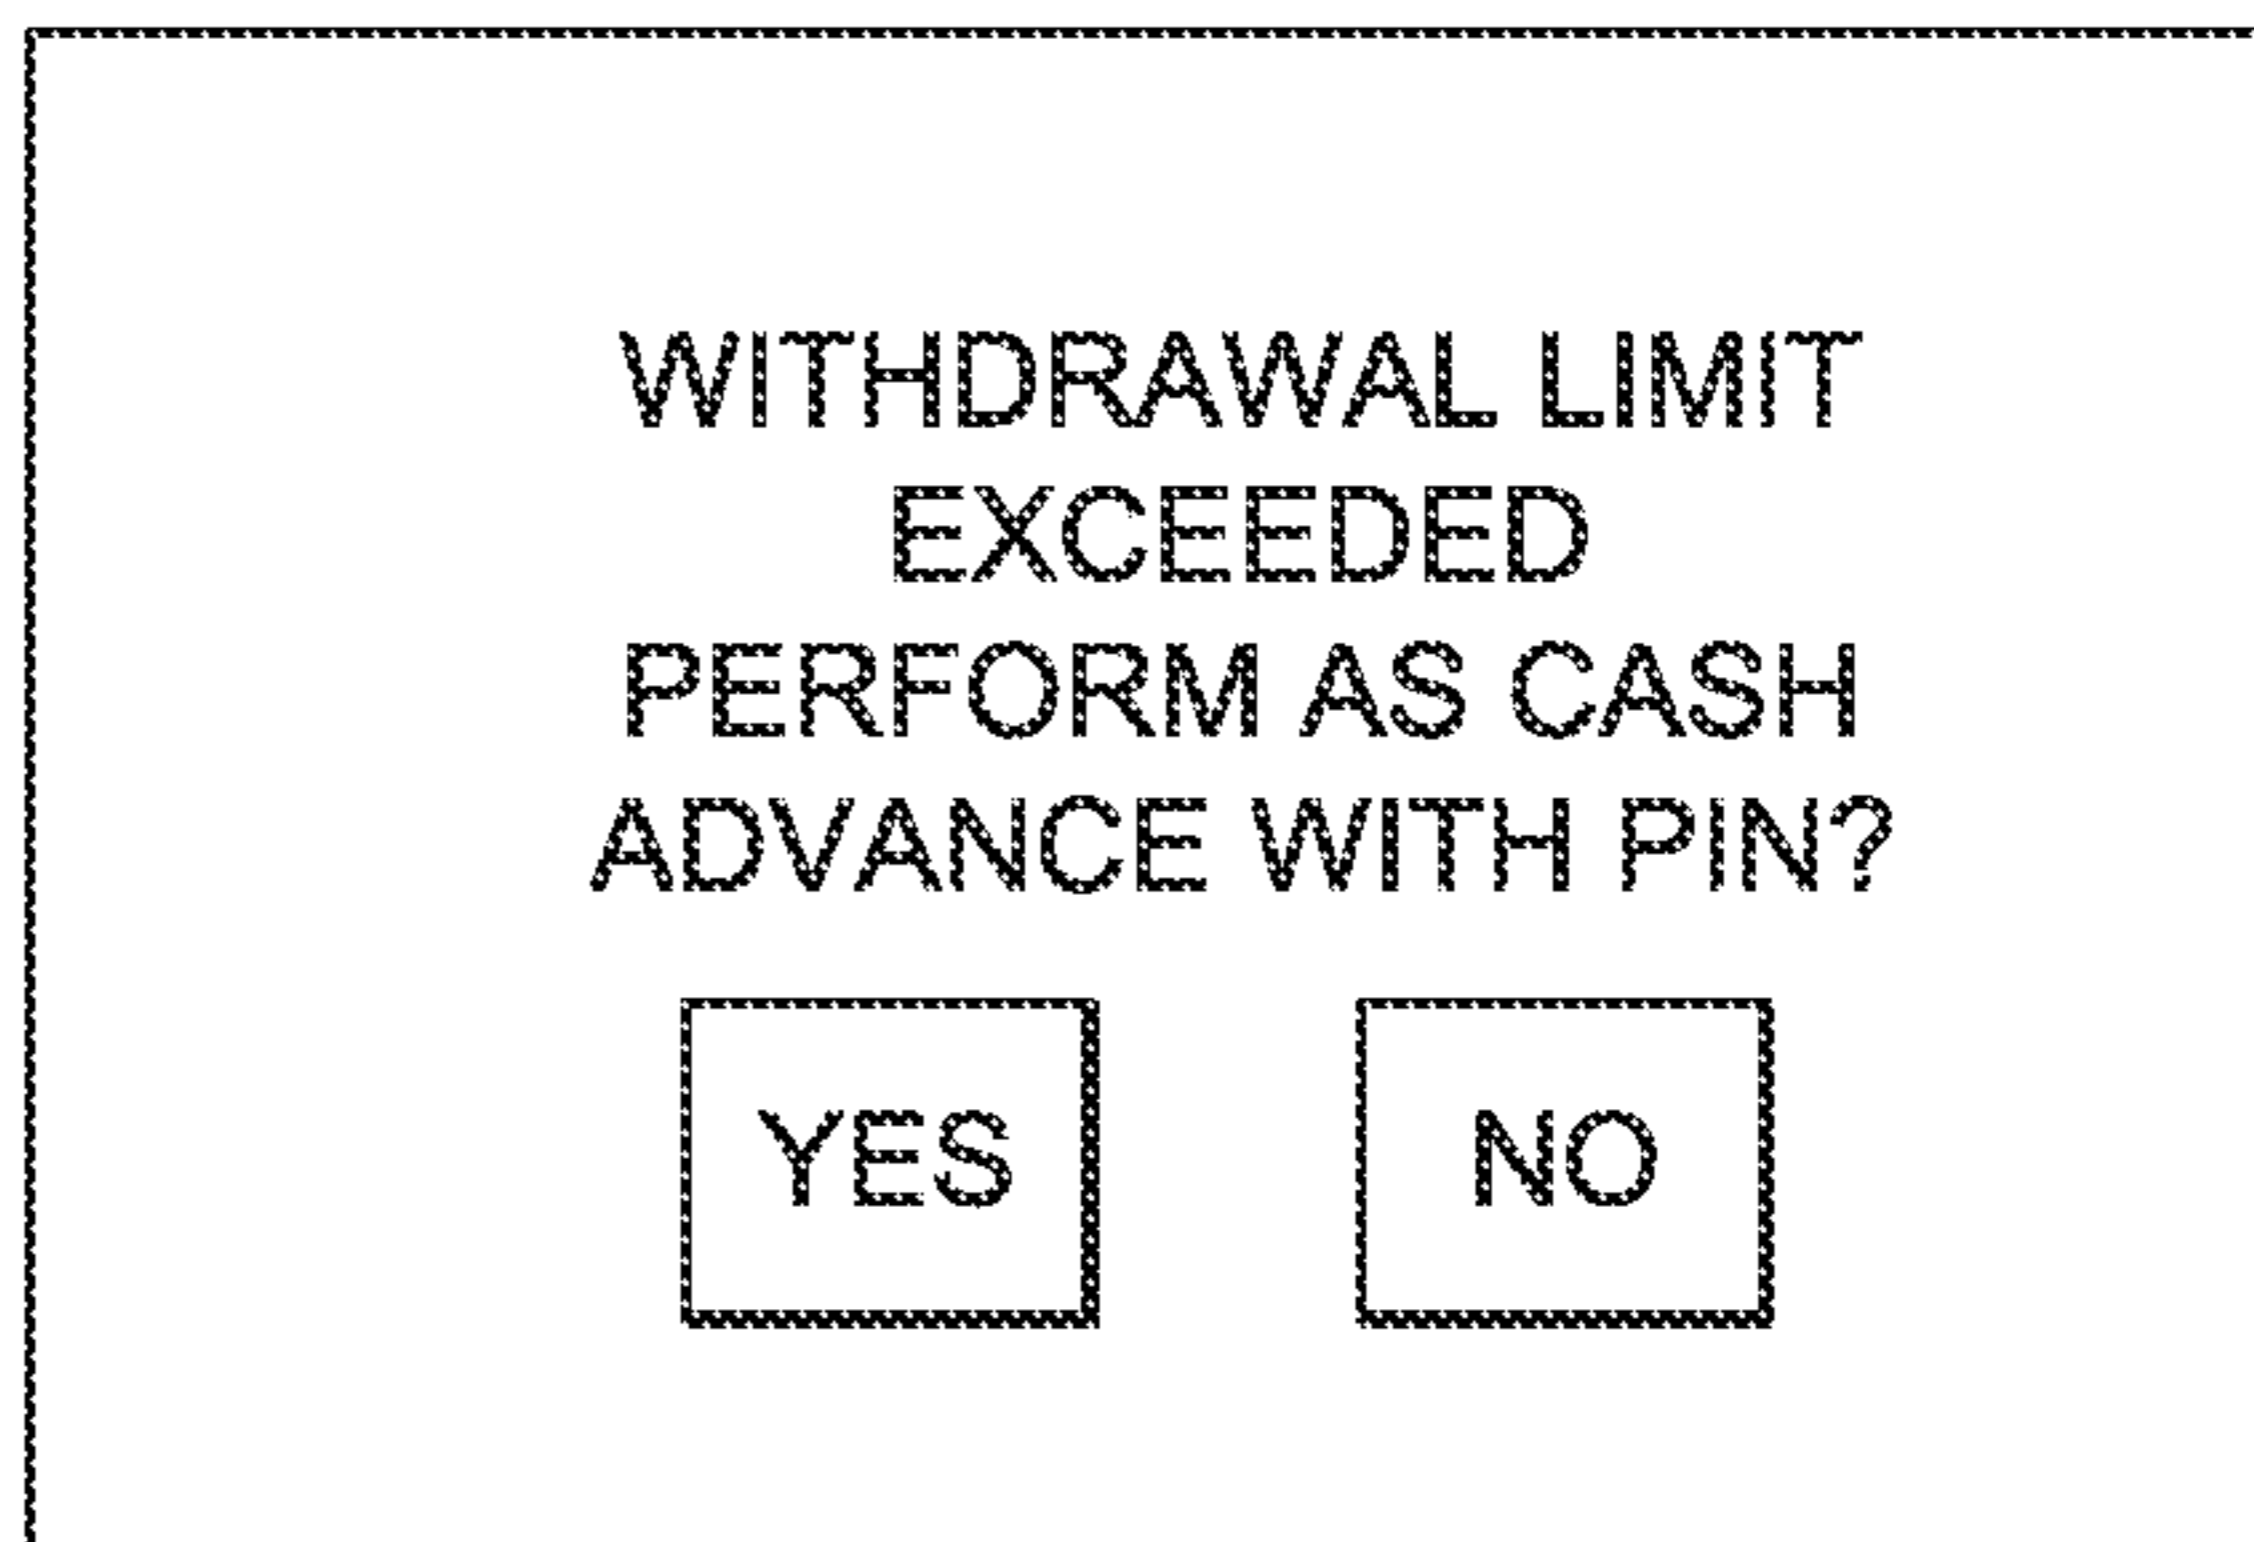 WITHDRAWAL LIMIT
EXCEEDED
PERFORM AS CASH
ADVANCE WITH PIN?
YES NO